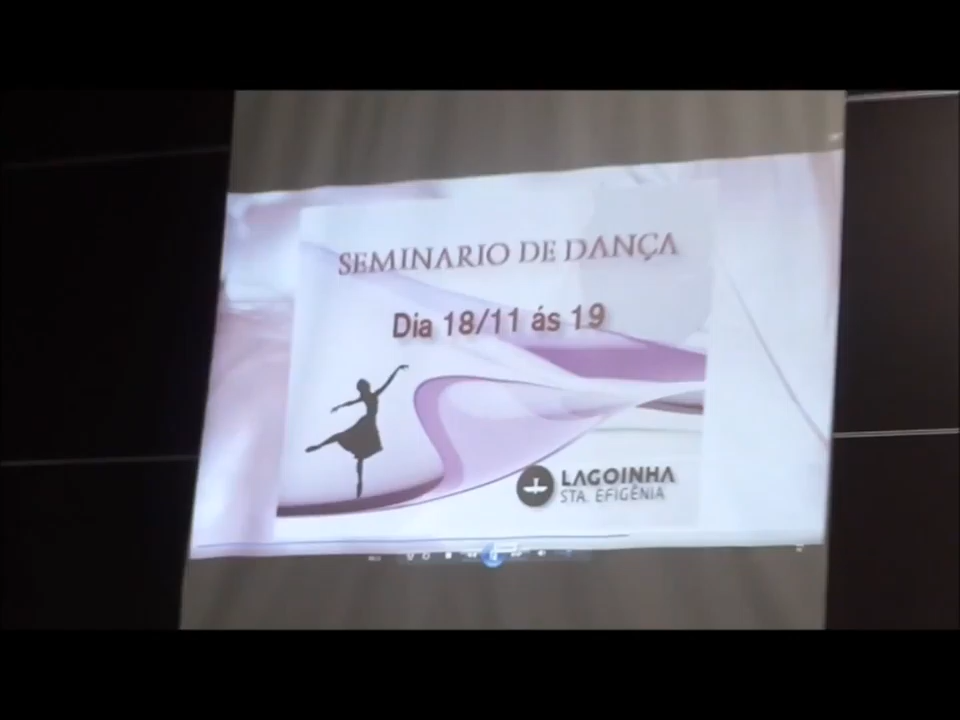 SEMINARIO DE DANÇA
Dia 18/11 ás 19
LAGOINHA
STA. EFIGÊNIA